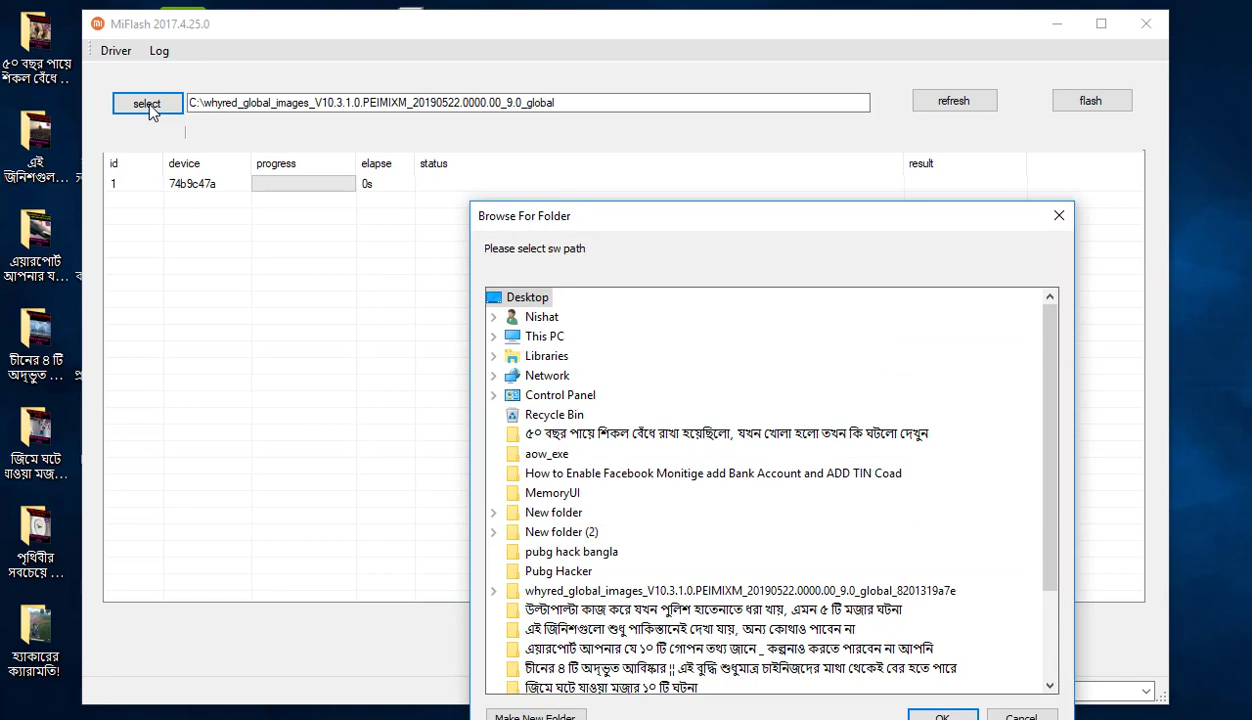 MiFlash 2017.4.25.0
Driver Log
select C:\whyred_global_images_V10.3.1.0.PEIMIXM_20190522.0000.00_9.0_global refresh flash
id device progress elapse status result
1 74b9c47a 0s
Browse For Folder
Please select sw path
Desktop
Nishat
This PC
Libraries
Network
Control Panel
Recycle Bin
৫০ বছর পায়ে শিকল বেঁধে রাখা হয়েছিলো, যখন খোলা হলো তখন কি ঘটলো দেখুন
aow_exe
How to Enable Facebook Monitige add Bank Account and ADD TIN Coad
MemoryUI
New folder
New folder (2)
pubg hack bangla
Pubg Hacker
whyred_global_images_V10.3.1.0.PEIMIXM_20190522.0000.00_9.0_global_8201319a7e
উল্টাপাল্টা কাজ করে যখন পুলিশ হাতেনাতে ধরা খায়, এমন ৫ টি মজার ঘটনা
এই জিনিশগুলো শুধু পাকিস্তানেই দেখা যায়, অন্য কোথাও পাবেন না
এয়ারপোর্ট আপনার যে ১০ টি গোপন তথ্য জানে _ কল্পনাও করতে পারবেন না আপনি
চীনের ৪ টি অদ্ভুত আবিষ্কার ¦¦ এই বুদ্ধি শুধুমাত্র চাইনিজদের মাথা থেকেই বের হতে পারে
জিমে ঘটে যাওয়া মজার ১০ টি ঘটনা
Make New Folder OK Cancel
৫০ বছর পায়ে
শিকল বেঁধে ...
এই
জিনিশগুল...
এয়ারপোর্ট
আপনার য...
চীনের ৪ টি
অদ্ভুত ...
জিমে ঘটে
যাওয়া মজ...
পৃথিবীর
সবচেয়ে ...
হ্যাকারের
ক্যারামতি!